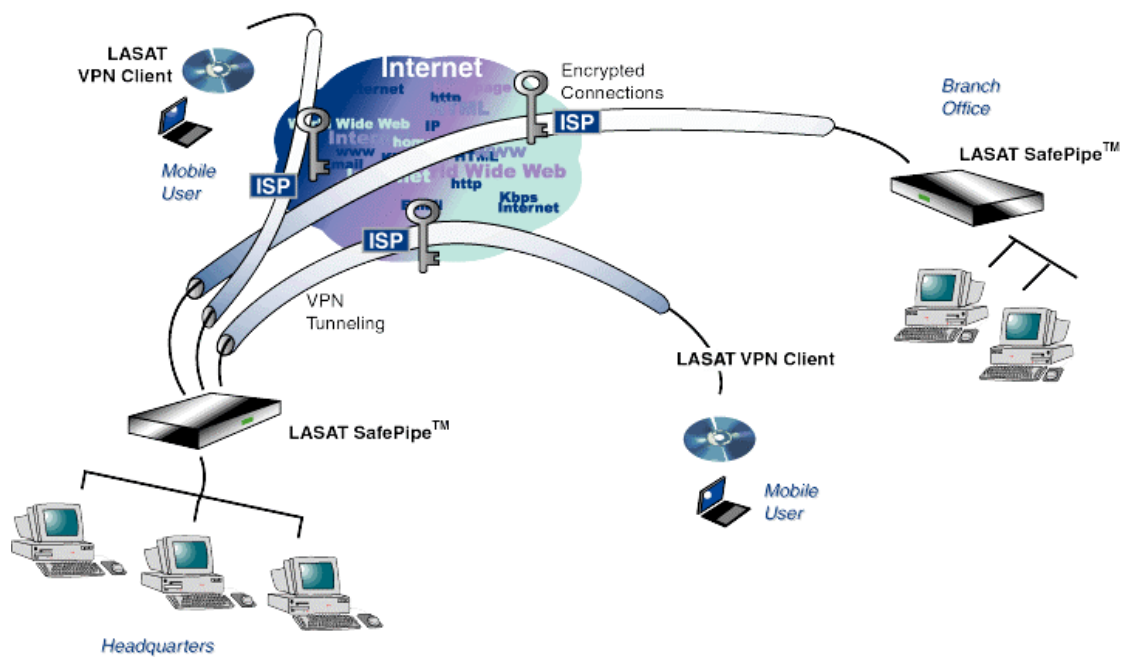 LASAT
VPN Client
Mobile
User
Internet
http
IP
World Wide Web
www
HTML
http
Kbps
Internet
Encrypted
Connections
ISP
ISP
ISP
VPN
Tunneling
Branch
Office
LASAT SafePipe™
LASAT VPN Client
Mobile
User
LASAT SafePipe™
Headquarters